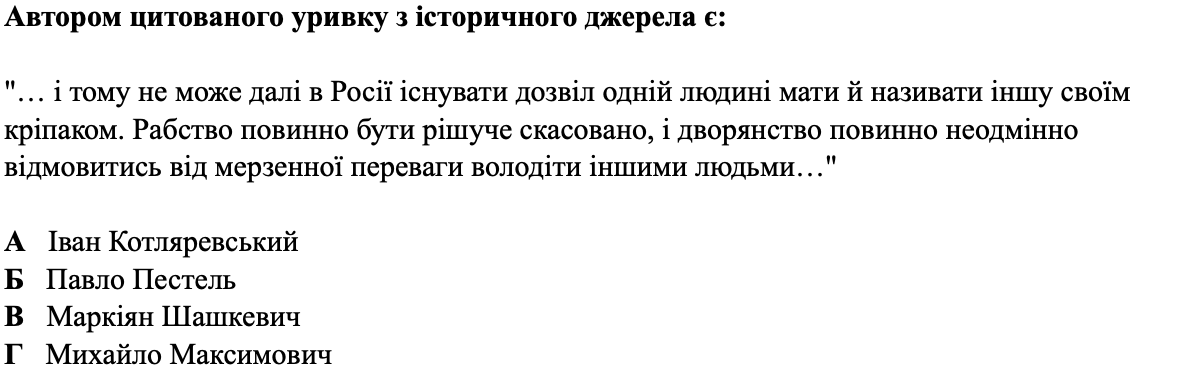 Автором цитованого уривку з історичного джерела є:
"… і тому не може далі в Росії існувати дозвіл одній людині мати й називати іншу своїм
кріпаком. Рабство повинно бути рішуче скасовано, і дворянство повинно неодмінно
відмовитись від мерзенної переваги володіти іншими людьми…"
А Іван Котляревський
Б Павло Пестель
В Маркіян Шашкевич
Г Михайло Максимович